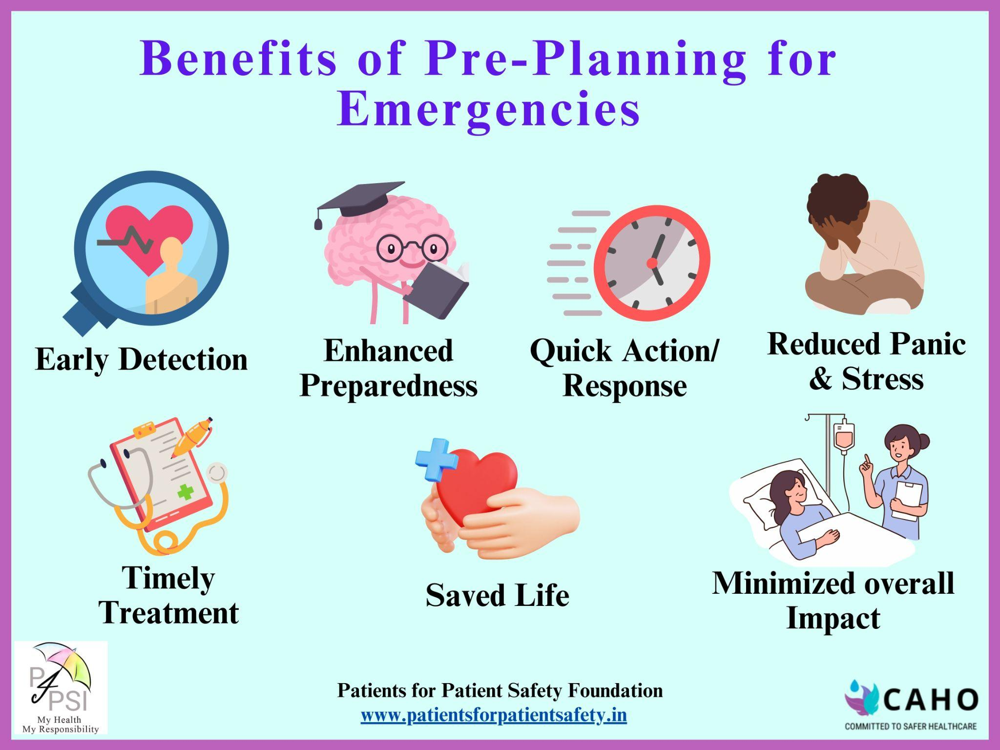 Benefits of Pre-Planning for
Emergencies
Early Detection
Enhanced
Preparedness
Quick Action/
Response
Reduced Panic
& Stress
Timely
Treatment
Saved Life
Minimized overall
Impact
P4PSI
My Health
My Responsibility
Patients for Patient Safety Foundation
www.patientsforpatientsafety.in
CAHO
COMMITTED TO SAFER HEALTHCARE